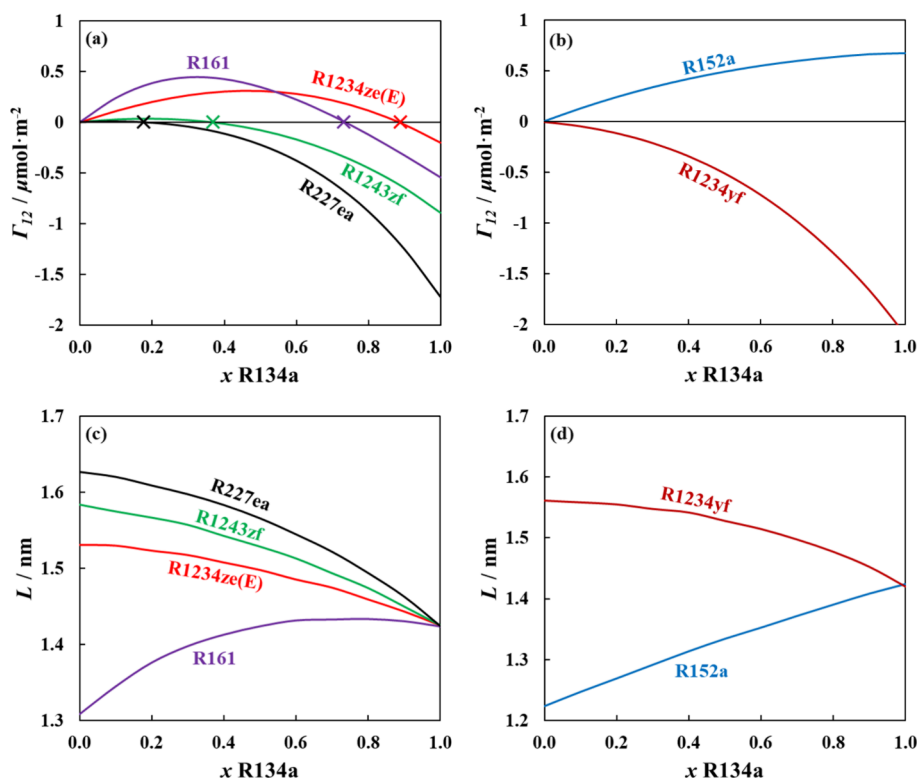 (a)
R161
R1234ze(E)
R1243zf
R227ea
Γ12 / μmol·m-2
1
0.5
0
-0.5
-1
-1.5
-2
0.0 0.2 0.4 0.6 0.8 1.0
x R134a
(b)
R152a
R1234yf
Γ12 / μmol·m-2
1
0.5
0
-0.5
-1
-1.5
-2
0.0 0.2 0.4 0.6 0.8 1.0
x R134a
(c)
R227ea
R1243zf
R1234ze(E)
R161
L / nm
1.7
1.6
1.5
1.4
1.3
0.0 0.2 0.4 0.6 0.8 1.0
x R134a
(d)
R1234yf
R152a
L / nm
1.7
1.6
1.5
1.4
1.3
1.2
0.0 0.2 0.4 0.6 0.8 1.0
x R134a